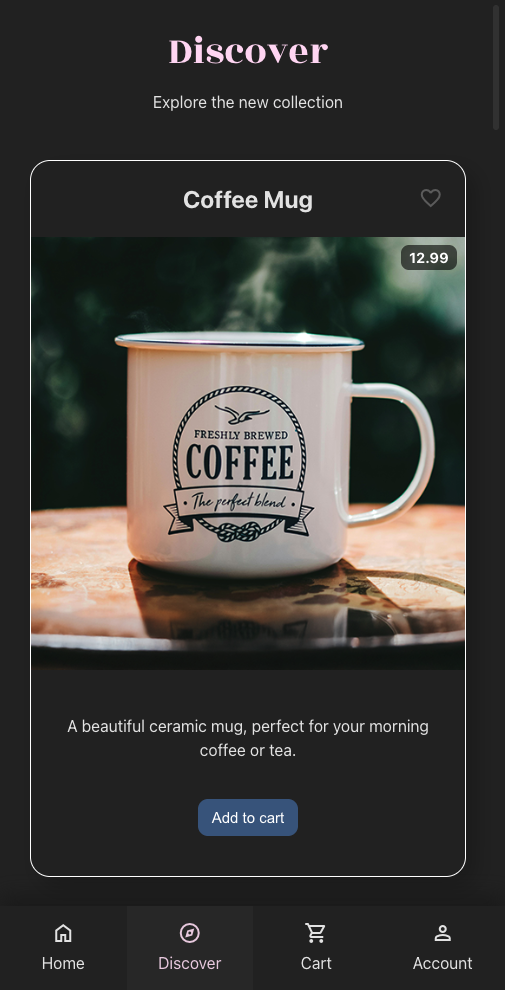 Discover
Explore the new collection
Coffee Mug
12.99
FRESHLY BREWED
COFFEE
• The perfect blend •
A beautiful ceramic mug, perfect for your morning
coffee or tea.
Add to cart
Home
Discover
Cart
Account